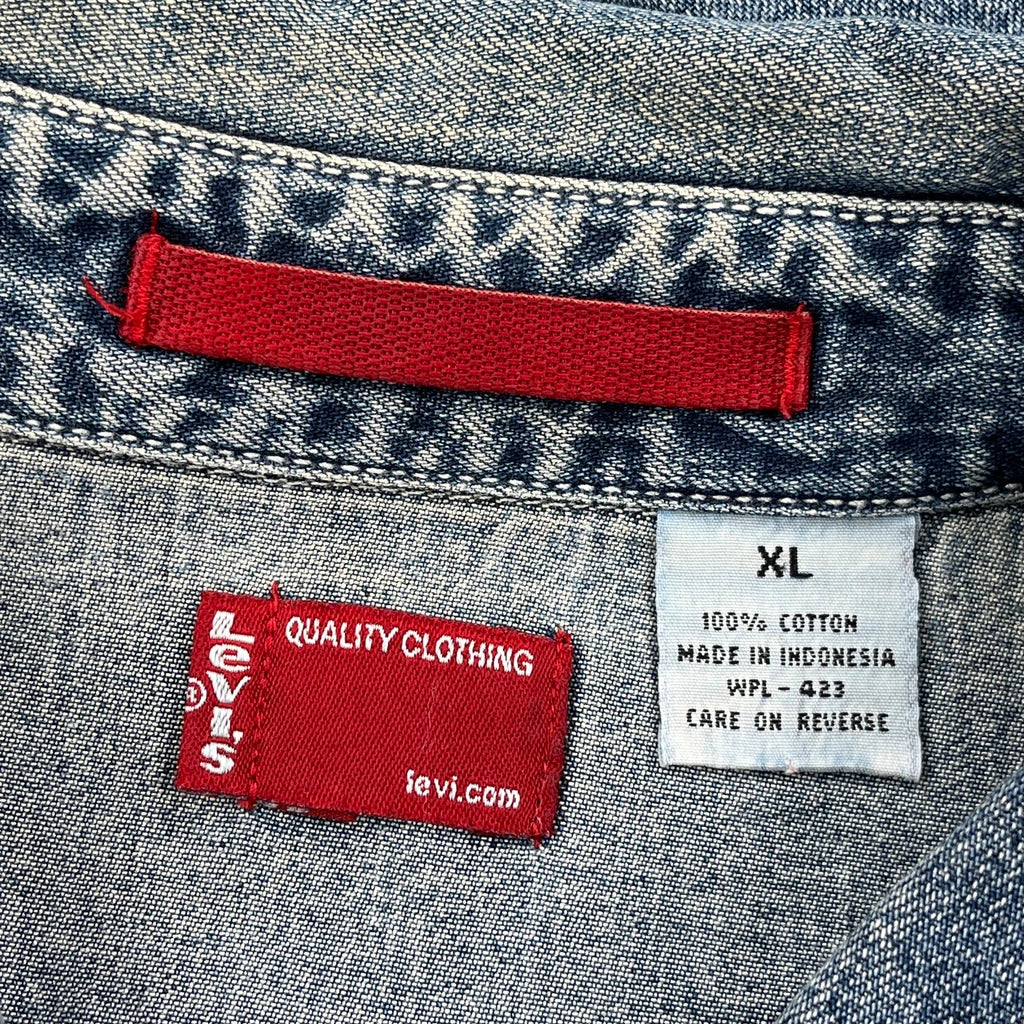 LEVI'S
®
QUALITY CLOTHING
levi.com
XL
100% COTTON
MADE IN INDONESIA
WPL - 423
CARE ON REVERSE